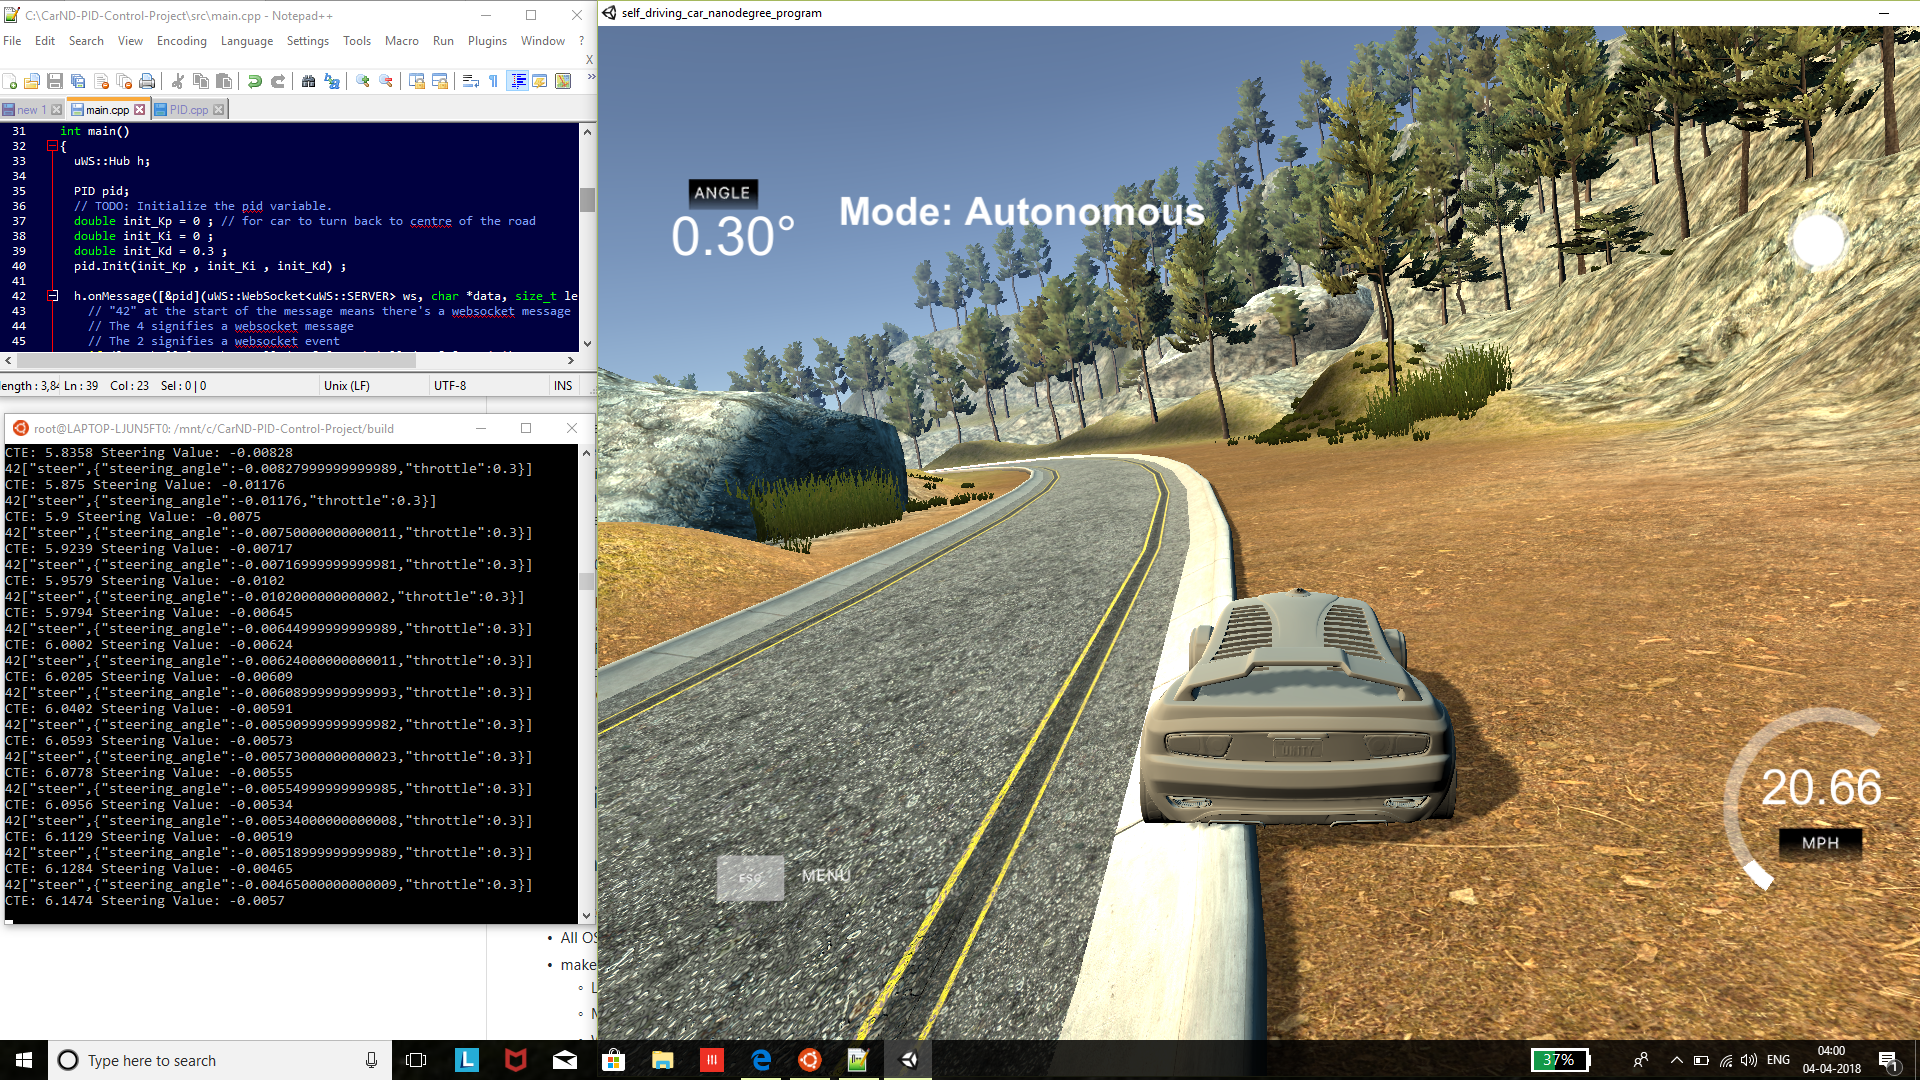 C:\CarND-PID-Control-Project\src\main.cpp - Notepad++
File Edit Search View Encoding Language Settings Tools Macro Run Plugins Window ?
X
new 1 main.cpp PID.cpp
31 int main()
32 {
33 uWS::Hub h;
34
35 PID pid;
36 // TODO: Initialize the pid variable.
37 double init_Kp = 0 ; // for car to turn back to centre of the road
38 double init_Ki = 0 ;
39 double init_Kd = 0.3 ;
40 pid.Init(init_Kp , init_Ki , init_Kd) ;
41
42 h.onMessage([&pid](uWS::WebSocket<uWS::SERVER> ws, char *data, size_t le
43 // "42" at the start of the message means there's a websocket message
44 // The 4 signifies a websocket message
45 // The 2 signifies a websocket event
length : 3,84 Ln : 39 Col : 23 Sel : 0 | 0 Unix (LF) UTF-8 INS
root@LAPTOP-LJUN5FT0: /mnt/c/CarND-PID-Control-Project/build
CTE: 5.8358 Steering Value: -0.00828
42["steer",{"steering_angle":-0.00827999999999989,"throttle":0.3}]
CTE: 5.875 Steering Value: -0.01176
42["steer",{"steering_angle":-0.01176,"throttle":0.3}]
CTE: 5.9 Steering Value: -0.0075
42["steer",{"steering_angle":-0.00750000000000011,"throttle":0.3}]
CTE: 5.9239 Steering Value: -0.00717
42["steer",{"steering_angle":-0.00716999999999981,"throttle":0.3}]
CTE: 5.9579 Steering Value: -0.0102
42["steer",{"steering_angle":-0.0102000000000002,"throttle":0.3}]
CTE: 5.9794 Steering Value: -0.00645
42["steer",{"steering_angle":-0.00644999999999989,"throttle":0.3}]
CTE: 6.0002 Steering Value: -0.00624
42["steer",{"steering_angle":-0.00624000000000011,"throttle":0.3}]
CTE: 6.0205 Steering Value: -0.00609
42["steer",{"steering_angle":-0.00608999999999993,"throttle":0.3}]
CTE: 6.0402 Steering Value: -0.00591
42["steer",{"steering_angle":-0.00590999999999982,"throttle":0.3}]
CTE: 6.0593 Steering Value: -0.00573
42["steer",{"steering_angle":-0.00573000000000023,"throttle":0.3}]
CTE: 6.0778 Steering Value: -0.00555
42["steer",{"steering_angle":-0.00554999999999985,"throttle":0.3}]
CTE: 6.0956 Steering Value: -0.00534
42["steer",{"steering_angle":-0.00534000000000008,"throttle":0.3}]
CTE: 6.1129 Steering Value: -0.00519
42["steer",{"steering_angle":-0.00518999999999989,"throttle":0.3}]
CTE: 6.1284 Steering Value: -0.00465
42["steer",{"steering_angle":-0.00465000000000009,"throttle":0.3}]
CTE: 6.1474 Steering Value: -0.0057
• All OS
• make
self_driving_car_nanodegree_program
ANGLE
0.30°
Mode: Autonomous
UNITY
20.66
MPH
ESC MENU
Type here to search
37%
ENG
04:00
04-04-2018
1